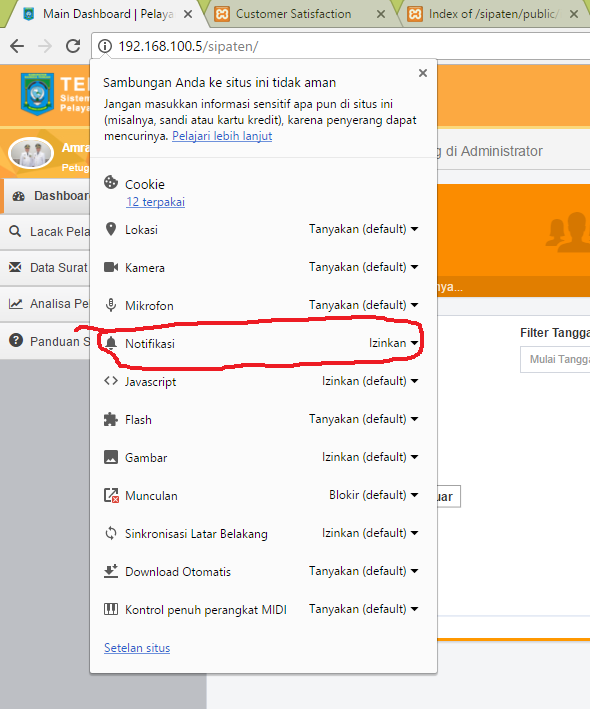 Main Dashboard | Pelaya
Customer Satisfaction
Index of /sipaten/public/
192.168.100.5/sipaten/
Sambungan Anda ke situs ini tidak aman
Jangan masukkan informasi sensitif apa pun di situs ini
(misalnya, sandi atau kartu kredit), karena penyerang dapat
mencurinya. Pelajari lebih lanjut
TE
Sistem
Pelaya
Amra
Petug
g di Administrator
Cookie
12 terpakai
Dashboar
Lokasi Tanyakan (default)
Lacak Pela
Kamera Tanyakan (default)
Data Surat
nya...
Mikrofon Tanyakan (default)
Analisa Pe
Notifikasi Izinkan
Panduan S
Filter Tangga
Mulai Tangga
Javascript Izinkan (default)
Flash Tanyakan (default)
Gambar Izinkan (default)
Munculan Blokir (default)
uar
Sinkronisasi Latar Belakang Izinkan (default)
Download Otomatis Tanyakan (default)
Kontrol penuh perangkat MIDI Tanyakan (default)
Setelan situs